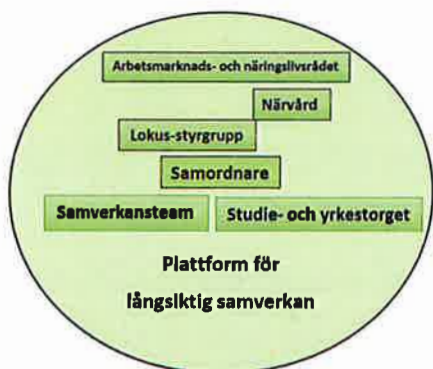 Arbetsmarknads- och näringslivsrådet
Närvård
Lokus-styrgrupp
Samordnare
Samverkansteam
Studie- och yrkestorget
Plattform för
långsiktig samverkan